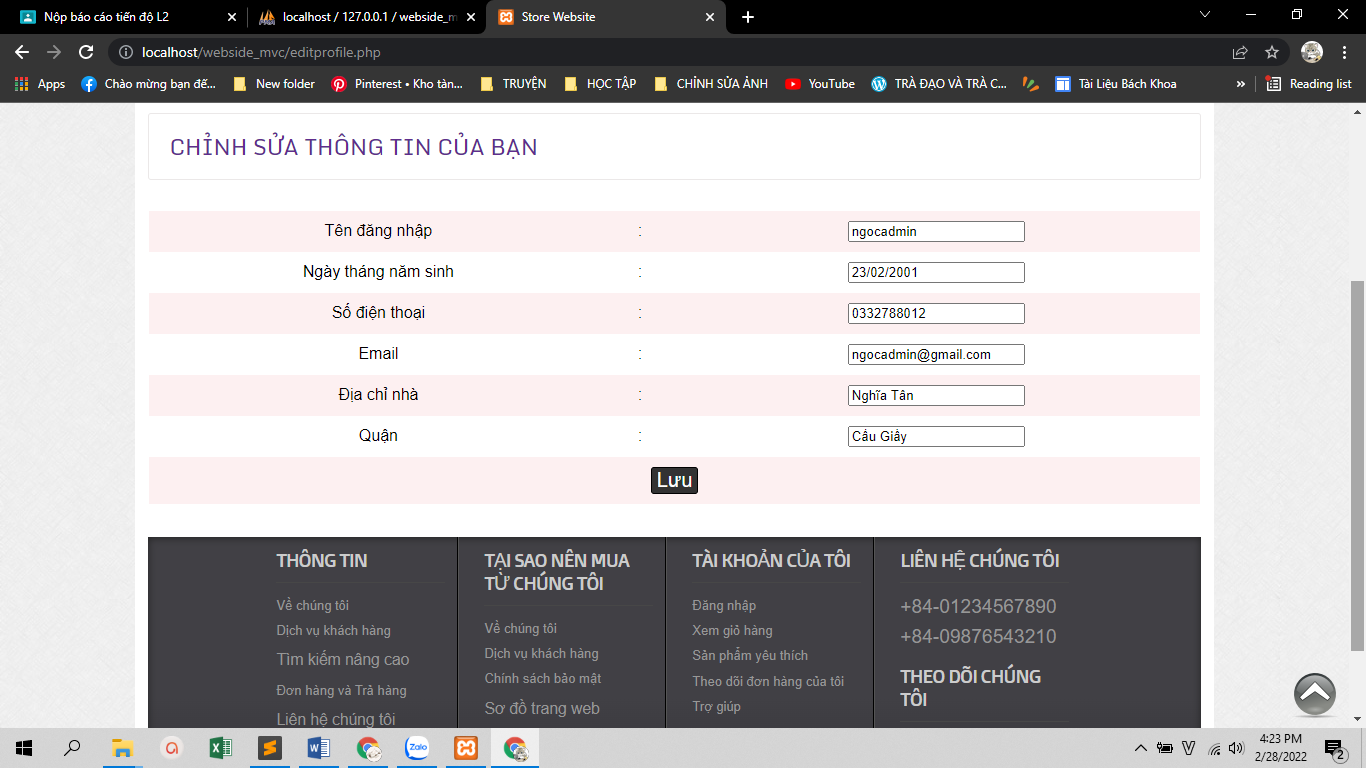 Nộp báo cáo tiến độ L2
localhost / 127.0.0.1 / webside_m
Store Website
localhost/webside_mvc/editprofile.php
Apps
Chào mừng bạn đế...
New folder
Pinterest • Kho tàn...
TRUYỆN
HỌC TẬP
CHỈNH SỬA ẢNH
YouTube
TRÀ ĐẠO VÀ TRÀ C...
Tài Liệu Bách Khoa
»
Reading list
CHỈNH SỬA THÔNG TIN CỦA BẠN
Tên đăng nhập : ngocadmin
Ngày tháng năm sinh : 23/02/2001
Số điện thoại : 0332788012
Email : ngocadmin@gmail.com
Địa chỉ nhà : Nghĩa Tân
Quận : Cầu Giấy
Lưu
THÔNG TIN
Về chúng tôi
Dịch vụ khách hàng
Tìm kiếm nâng cao
Đơn hàng và Trả hàng
Liên hệ chúng tôi
TẠI SAO NÊN MUA
TỪ CHÚNG TÔI
Về chúng tôi
Dịch vụ khách hàng
Chính sách bảo mật
Sơ đồ trang web
TÀI KHOẢN CỦA TÔI
Đăng nhập
Xem giỏ hàng
Sản phẩm yêu thích
Theo dõi đơn hàng của tôi
Trợ giúp
LIÊN HỆ CHÚNG TÔI
+84-01234567890
+84-09876543210
THEO DÕI CHÚNG
TÔI
Zalo
4:23 PM
2/28/2022
2